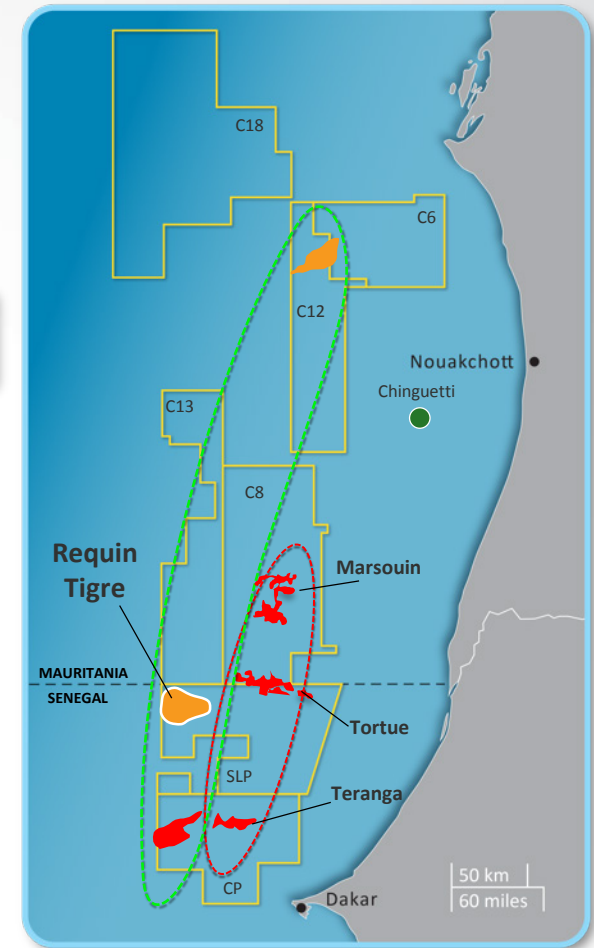 C18
C6
C12
Nouakchott
Chinguetti
C13
C8
Requin
Tigre
Marsouin
MAURITANIA
SENEGAL
Tortue
SLP
Teranga
CP
Dakar
50 km
60 miles